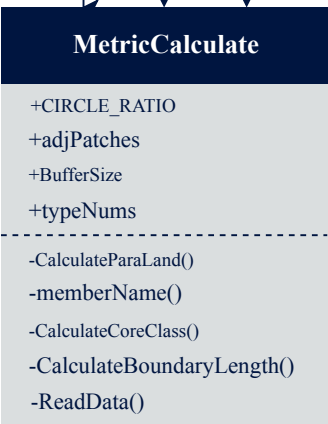 MetricCalculate
+CIRCLE_RATIO
+adjPatches
+BufferSize
+typeNums
-CalculateParaLand()
-memberName()
-CalculateCoreClass()
-CalculateBoundaryLength()
-ReadData()